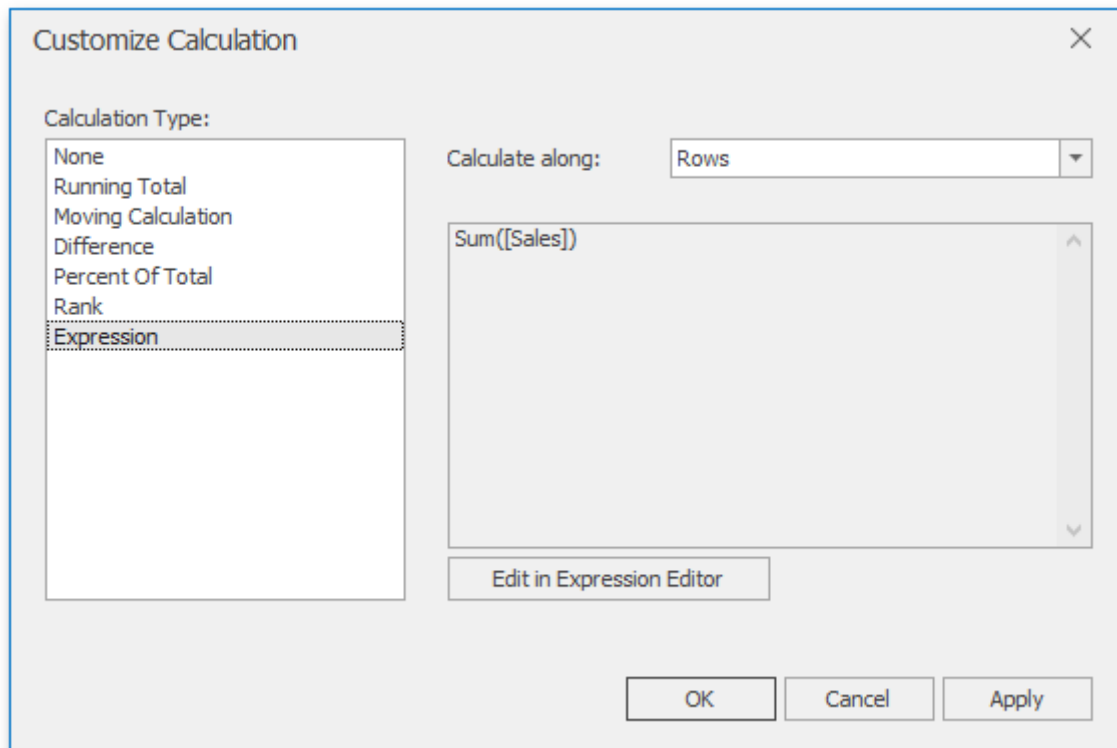 Customize Calculation
Calculation Type:
None
Running Total
Moving Calculation
Difference
Percent Of Total
Rank
Expression
Calculate along:
Rows
Sum([Sales])
Edit in Expression Editor
OK
Cancel
Apply